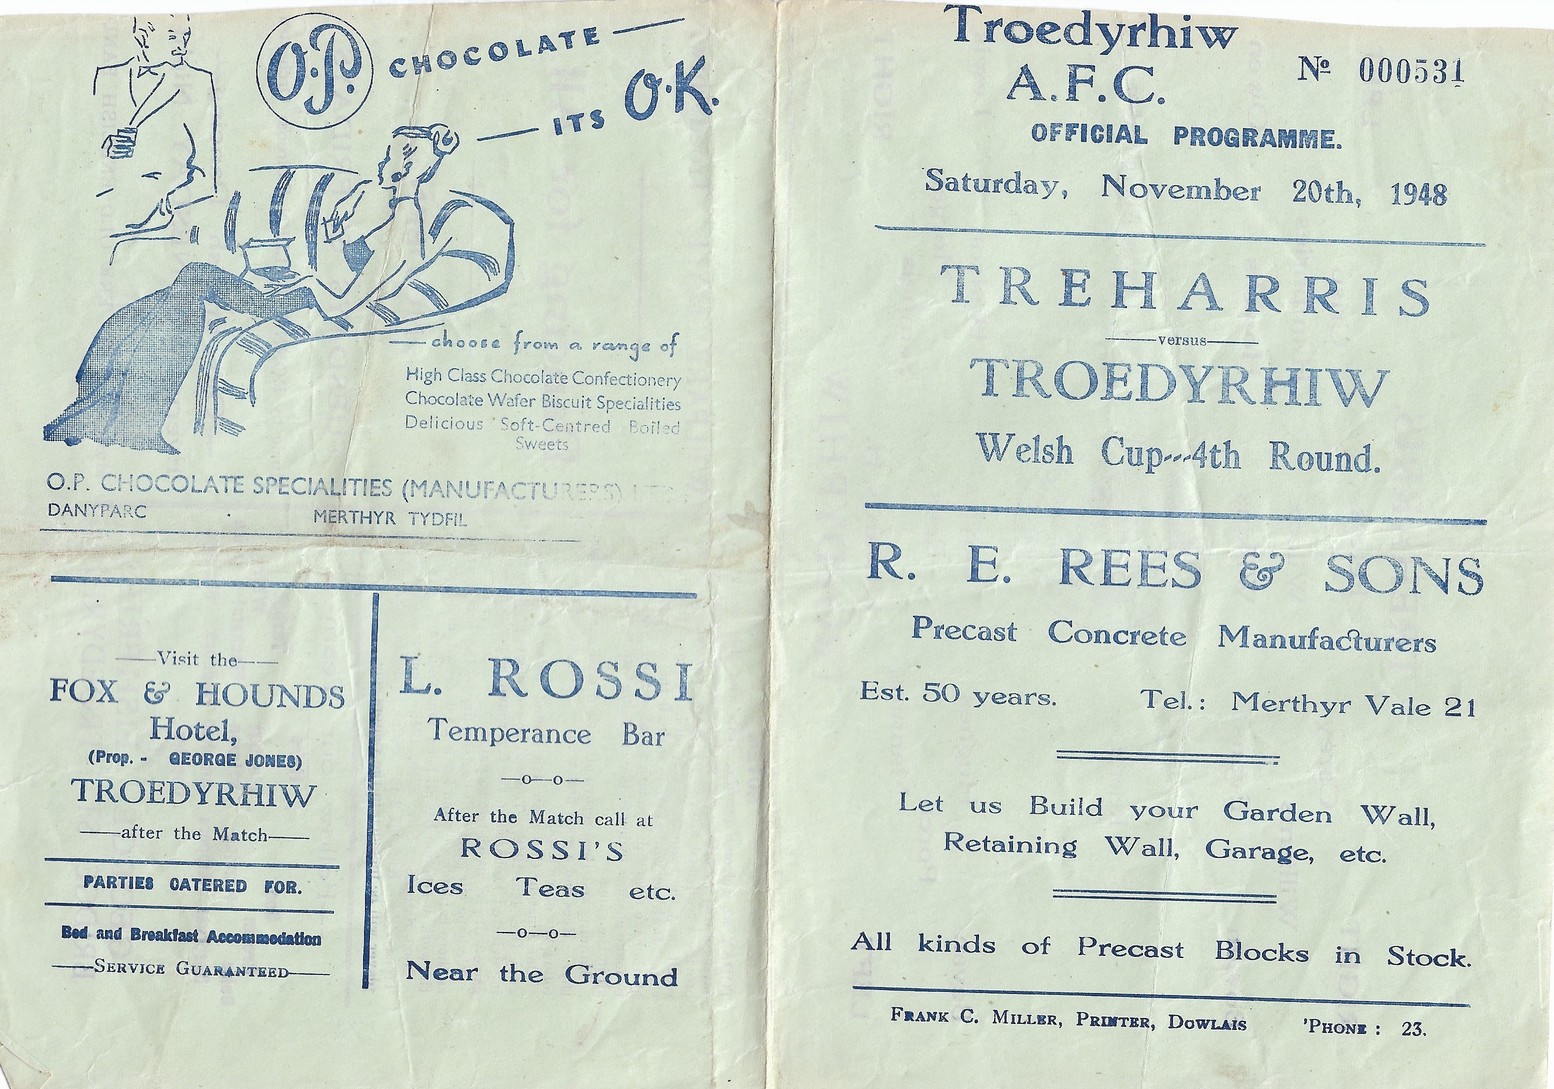 O.P. CHOCOLATE
ITS O.K.
choose from a range of
High Class Chocolate Confectionery
Chocolate Wafer Biscuit Specialities
Delicious Soft-Centred Boiled
Sweets
O.P. CHOCOLATE SPECIALITIES (MANUFACTURERS)
DANYPARC MERTHYR TYDFIL
Visit the
FOX & HOUNDS
Hotel,
(Prop. - GEORGE JONES)
TROEDYRHIW
after the Match
PARTIES CATERED FOR.
Bed and Breakfast Accommodation
SERVICE GUARANTEED
L. ROSSI
Temperance Bar
—o—o—
After the Match call at
ROSSI'S
Ices Teas etc.
—o—o—
Near the Ground
Troedyrhiw
A.F.C.
Nº 000531
OFFICIAL PROGRAMME.
Saturday, November 20th, 1948
TREHARRIS
versus
TROEDYRHIW
Welsh Cup---4th Round.
R. E. REES & SONS
Precast Concrete Manufacturers
Est. 50 years. Tel.: Merthyr Vale 21
Let us Build your Garden Wall,
Retaining Wall, Garage, etc.
All kinds of Precast Blocks in Stock.
FRANK C. MILLER, PRINTER, DOWLAIS 'PHONE : 23.